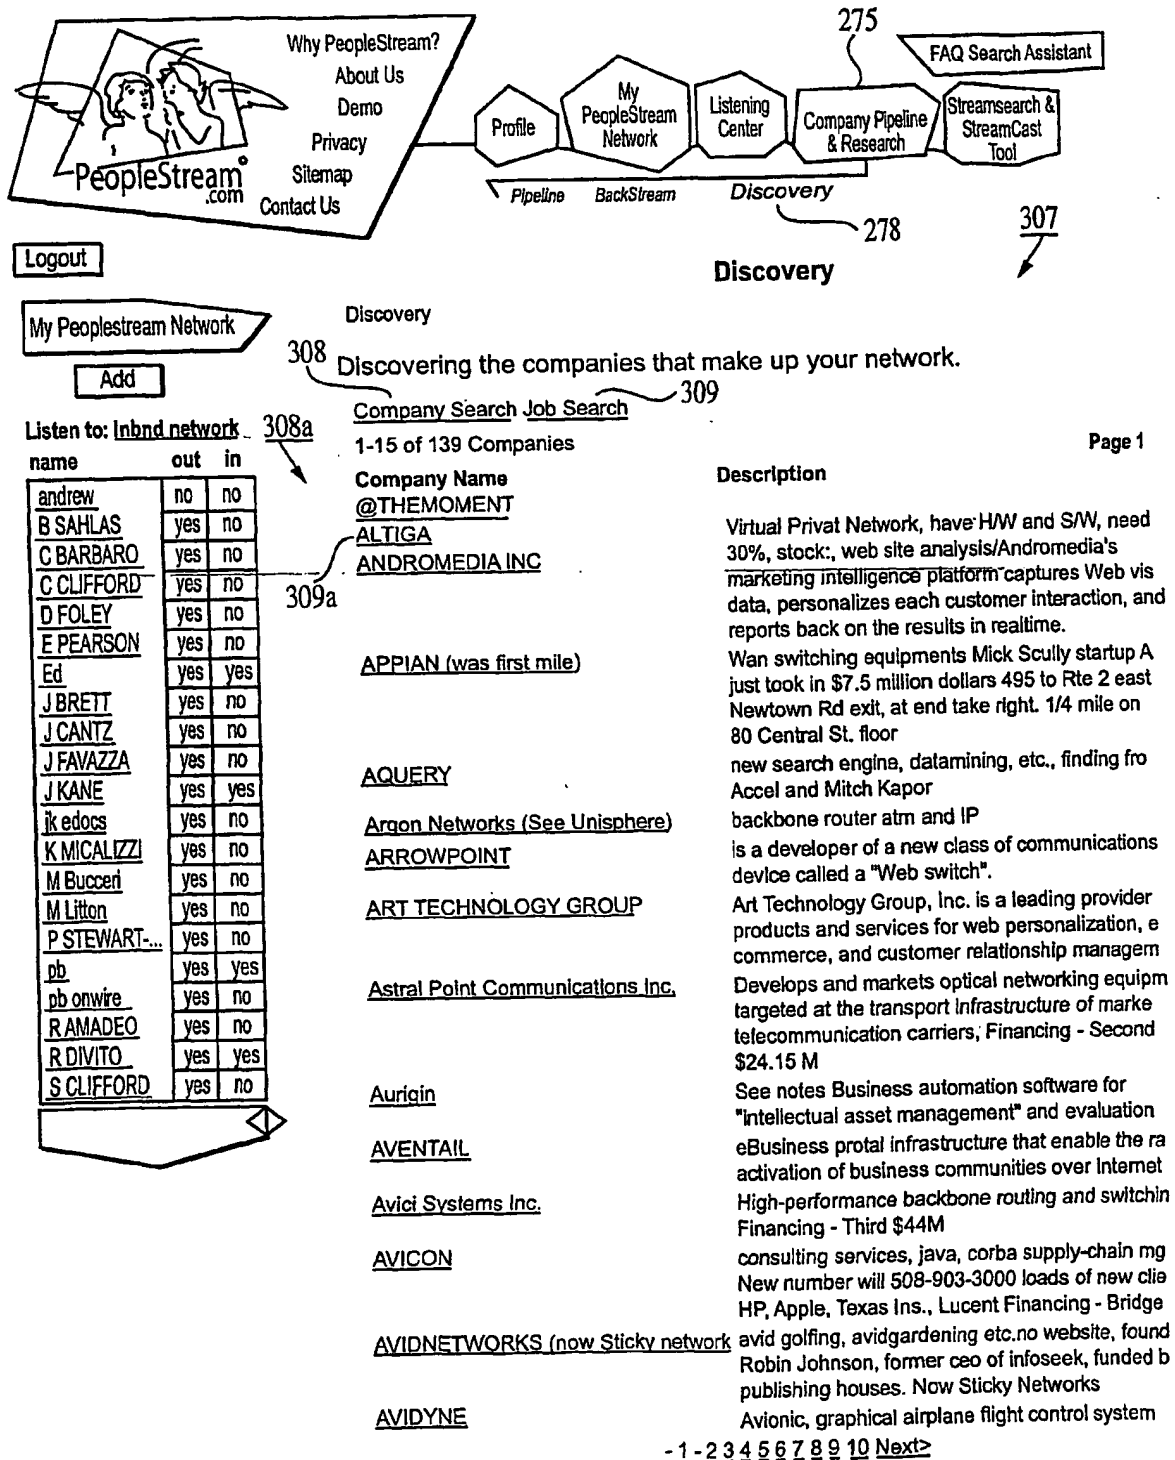 275
FAQ Search Assistant
Why PeopleStream?
About Us
Demo
Privacy
Sitemap
Contact Us
PeopleStream
.com
Profile
My PeopleStream Network
Listening Center
Company Pipeline & Research
Streamsearch & StreamCast Tool
Pipeline BackStream Discovery
278
307
Logout
Discovery
My Peoplestream Network
Discovery
308
Discovering the companies that make up your network.
Add
309
Company Search Job Search
Listen to: Inbnd network
308a
1-15 of 139 Companies
Page 1
name out in
andrew no no
B SAHLAS yes no
C BARBARO yes no
C CLIFFORD yes no
D FOLEY yes no
E PEARSON yes no
Ed yes yes
J BRETT yes no
J CANTZ yes no
J FAVAZZA yes no
J KANE yes yes
jk edocs yes no
K MICALIZZI yes no
M Bucceri yes no
M Litton yes no
P STEWART-... yes no
pb yes yes
pb onwire yes no
R AMADEO yes no
R DIVITO yes yes
S CLIFFORD yes no
309a
Company Name Description
@THEMOMENT
ALTIGA Virtual Privat Network, have H/W and S/W, need
ANDROMEDIA INC 30%, stock:, web site analysis/Andromedia's
marketing intelligence platform captures Web vis
data, personalizes each customer interaction, and
reports back on the results in realtime.
APPIAN (was first mile) Wan switching equipments Mick Scully startup A
just took in $7.5 million dollars 495 to Rte 2 east
Newtown Rd exit, at end take right. 1/4 mile on
80 Central St. floor
AQUERY new search engine, datamining, etc., finding fro
Accel and Mitch Kapor
Argon Networks (See Unisphere) backbone router atm and IP
ARROWPOINT is a developer of a new class of communications
device called a "Web switch".
ART TECHNOLOGY GROUP Art Technology Group, Inc. is a leading provider
products and services for web personalization, e
commerce, and customer relationship managem
Astral Point Communications Inc. Develops and markets optical networking equipm
targeted at the transport infrastructure of marke
telecommunication carriers, Financing - Second
$24.15 M
Aurigin See notes Business automation software for
"intellectual asset management" and evaluation
AVENTAIL eBusiness protal infrastructure that enable the ra
activation of business communities over Internet
Avici Systems Inc. High-performance backbone routing and switchin
Financing - Third $44M
AVICON consulting services, java, corba supply-chain mg
New number will 508-903-3000 loads of new clie
HP, Apple, Texas Ins., Lucent Financing - Bridge
AVIDNETWORKS (now Sticky network avid golfing, avidgardening etc.no website, found
Robin Johnson, former ceo of infoseek, funded b
publishing houses. Now Sticky Networks
AVIDYNE Avionic, graphical airplane flight control system
- 1 - 2 3 4 5 6 7 8 9 10 Next>